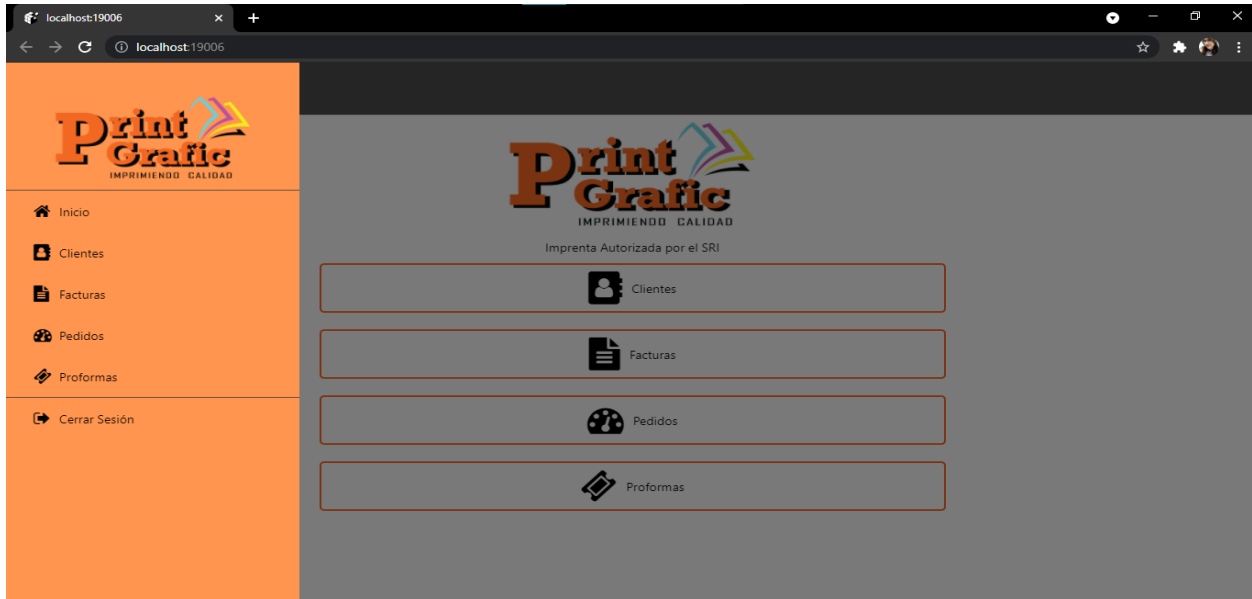 localhost:19006
localhost:19006
Print
Grafic
IMPRIMIENDO CALIDAD
Inicio
Clientes
Facturas
Pedidos
Proformas
Cerrar Sesión
Print
Grafic
IMPRIMIENDO CALIDAD
Imprenta Autorizada por el SRI
Clientes
Facturas
Pedidos
Proformas